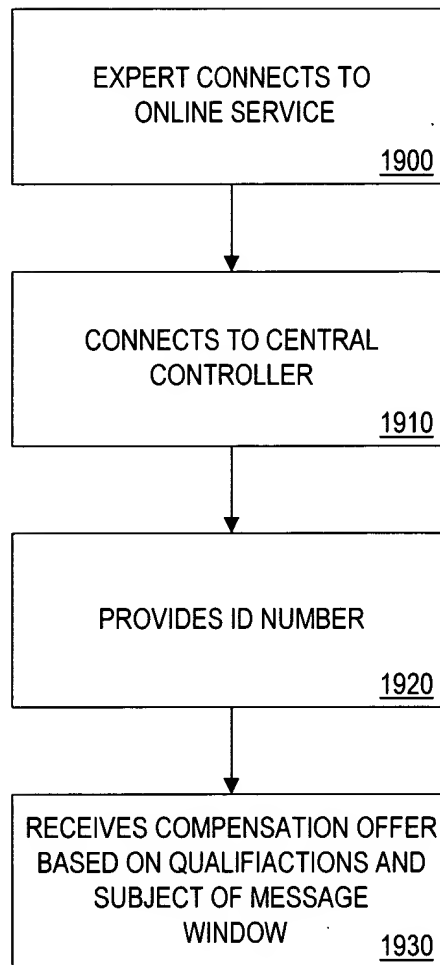 EXPERT CONNECTS TO
ONLINE SERVICE
1900
CONNECTS TO CENTRAL
CONTROLLER
1910
PROVIDES ID NUMBER
1920
RECEIVES COMPENSATION OFFER
BASED ON QUALIFIACTIONS AND
SUBJECT OF MESSAGE
WINDOW
1930